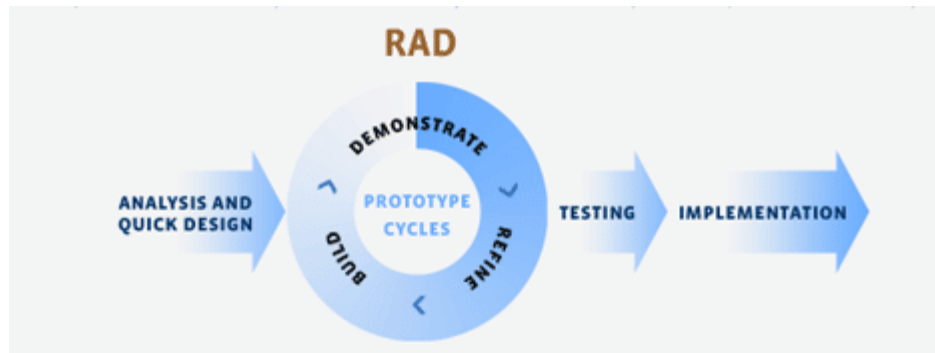 RAD
ANALYSIS AND
QUICK DESIGN
DEMONSTRATE
REFINE
BUILD
PROTOTYPE
CYCLES
TESTING
IMPLEMENTATION